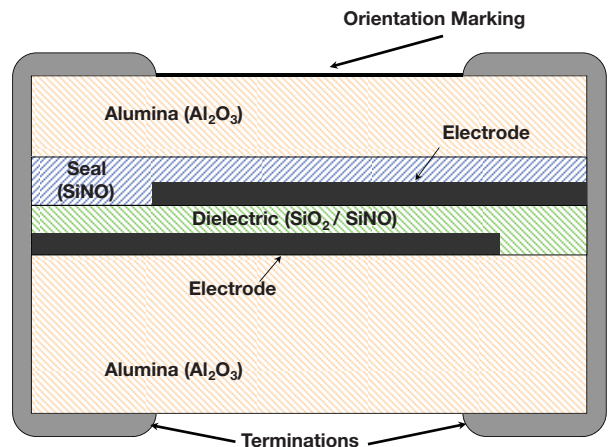 Orientation Marking
Alumina (Al₂O₃)
Electrode
Seal
(SiNO)
Dielectric (SiO₂ / SiNO)
Electrode
Alumina (Al₂O₃)
Terminations